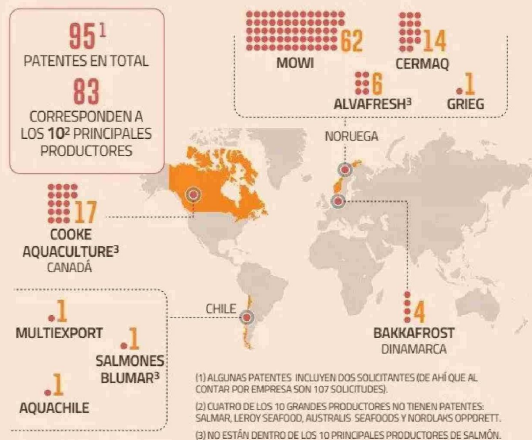 95¹
PATENTES EN TOTAL
83
CORRESPONDEN A
LOS 10² PRINCIPALES
PRODUCTORES
62
MOWI
14
CERMAQ
6
ALVAFRESH³
1
GRIEG
NORUEGA
17
COOKE
AQUACULTURE³
CANADÁ
CHILE
1
MULTIEXPORT
1
SALMONES
BLUMAR³
1
AQUACHILE
4
BAKKAFROST
DINAMARCA
(1) ALGUNAS PATENTES INCLUYEN DOS SOLICITANTES (DE AHÍ QUE AL
CONTAR POR EMPRESA SON 107 SOLICITUDES).
(2) CUATRO DE LOS 10 GRANDES PRODUCTORES NO TIENEN PATENTES:
SALMAR, LEROY SEAFOOD, AUSTRALIS SEAFOODS Y NORDLAKS OPPDRETT.
(3) NO ESTÁN DENTRO DE LOS 10 PRINCIPALES PRODUCTORES DE SALMÓN.